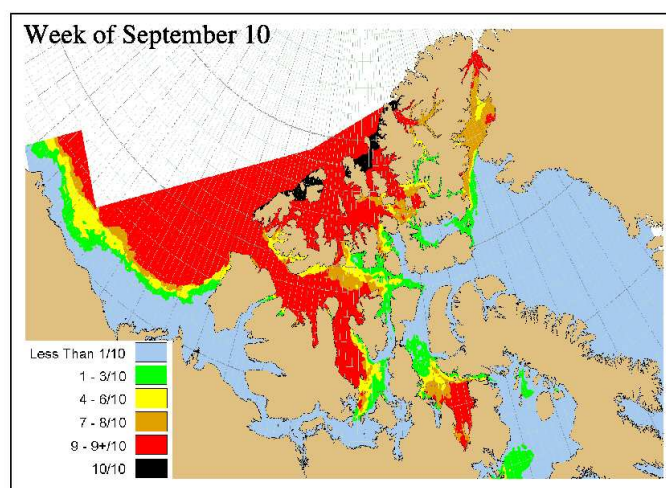 Week of September 10
Less Than 1/10
1 - 3/10
4 - 6/10
7 - 8/10
9 - 9+/10
10/10